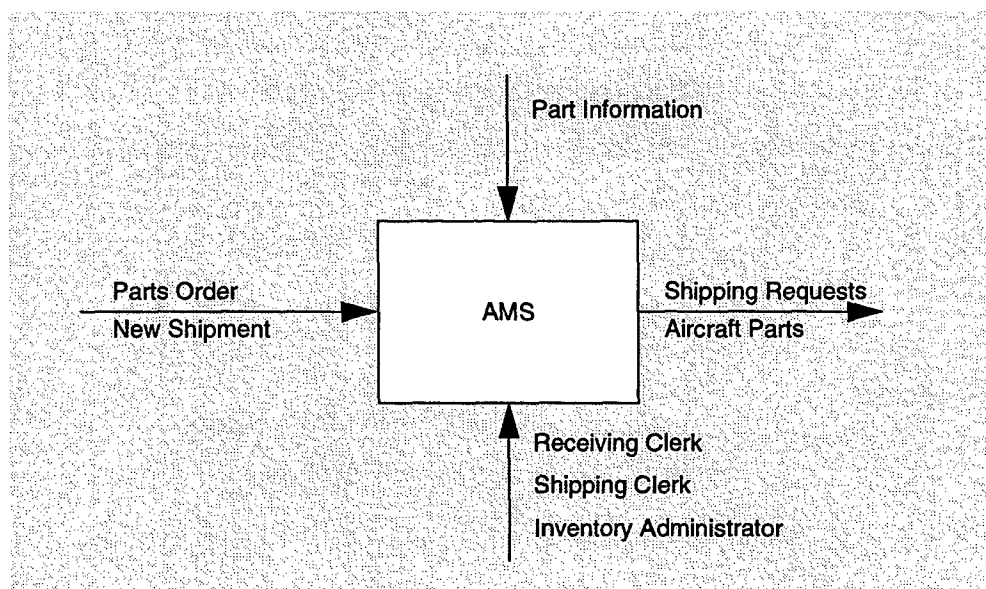 Part Information
Parts Order
New Shipment
AMS
Shipping Requests
Aircraft Parts
Receiving Clerk
Shipping Clerk
Inventory Administrator